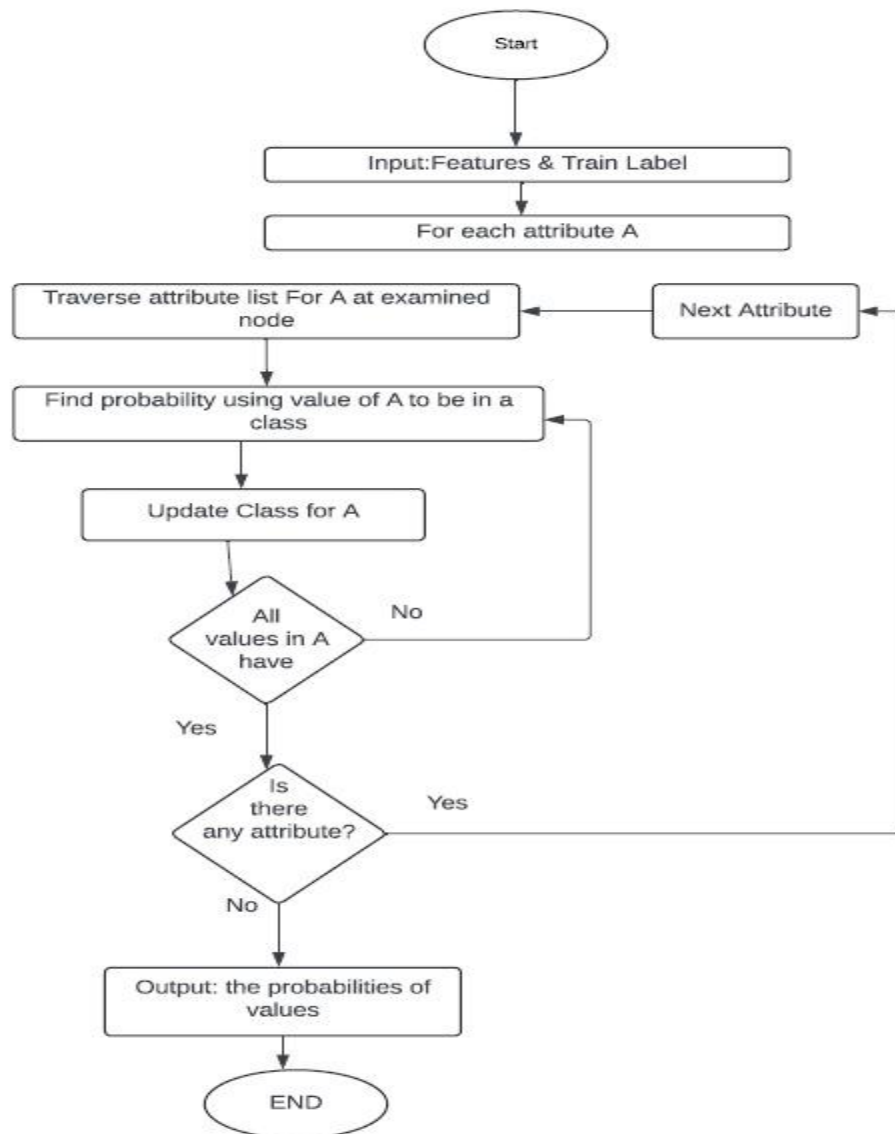 Start
Input:Features & Train Label
For each attribute A
Traverse attribute list For A at examined
node
Next Attribute
Find probability using value of A to be in a
class
Update Class for A
All
values in A
have
No
Yes
Is
there
any attribute?
Yes
No
Output: the probabilities of
values
END